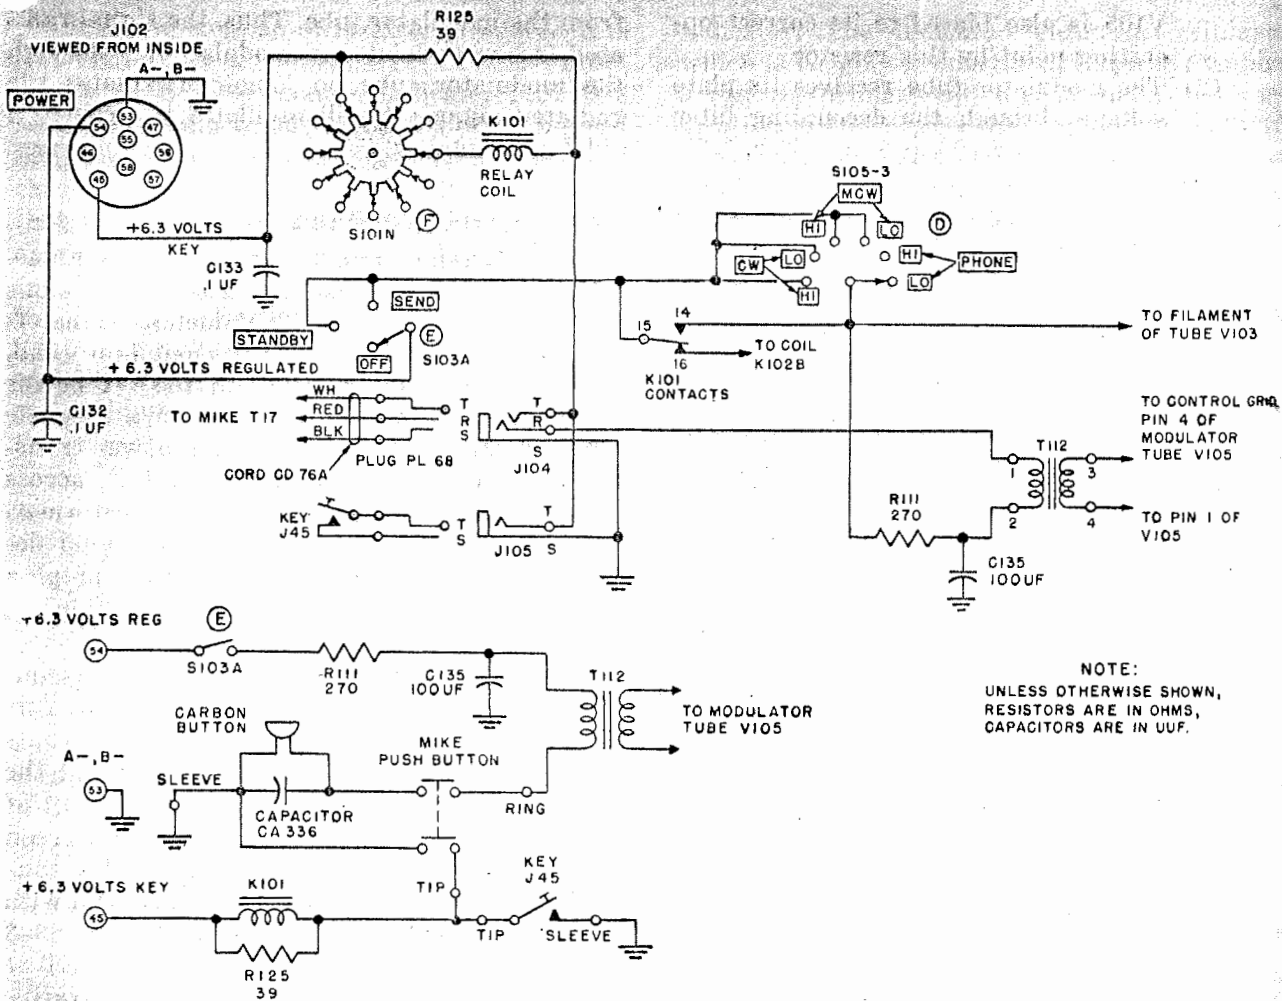 J102
VIEWED FROM INSIDE
A-, B-
POWER
53
54
47
55
46
56
58
45
57
+6.3 VOLTS
KEY
C133
.1 UF
R125
39
K101
RELAY
COIL
S101N
F
S105-3
MCW
HI
LO
D
CW
LO
HI
HI
LO
PHONE
SEND
STANDBY
OFF
E
S103A
+6.3 VOLTS REGULATED
C132
.1 UF
15
14
16
TO COIL
K102B
K101
CONTACTS
TO FILAMENT
OF TUBE V103
TO MIKE T17
WH
RED
BLK
T
R
S
T
R
S
J104
CORD CD 76A
PLUG PL 68
KEY
J45
T
S
T
S
J105
TO CONTROL GRID
PIN 4 OF
MODULATOR
TUBE V105
T112
1
3
2
4
TO PIN 1 OF
V105
R111
270
C135
100UF
+6.3 VOLTS REG
E
54
S103A
R111
270
C135
100UF
T112
TO MODULATOR
TUBE V105
NOTE:
UNLESS OTHERWISE SHOWN,
RESISTORS ARE IN OHMS,
CAPACITORS ARE IN UUF.
CARBON
BUTTON
MIKE
PUSH BUTTON
A-, B-
53
SLEEVE
CAPACITOR
CA 336
RING
+6.3 VOLTS KEY
45
K101
R125
39
TIP
KEY
J45
TIP
SLEEVE